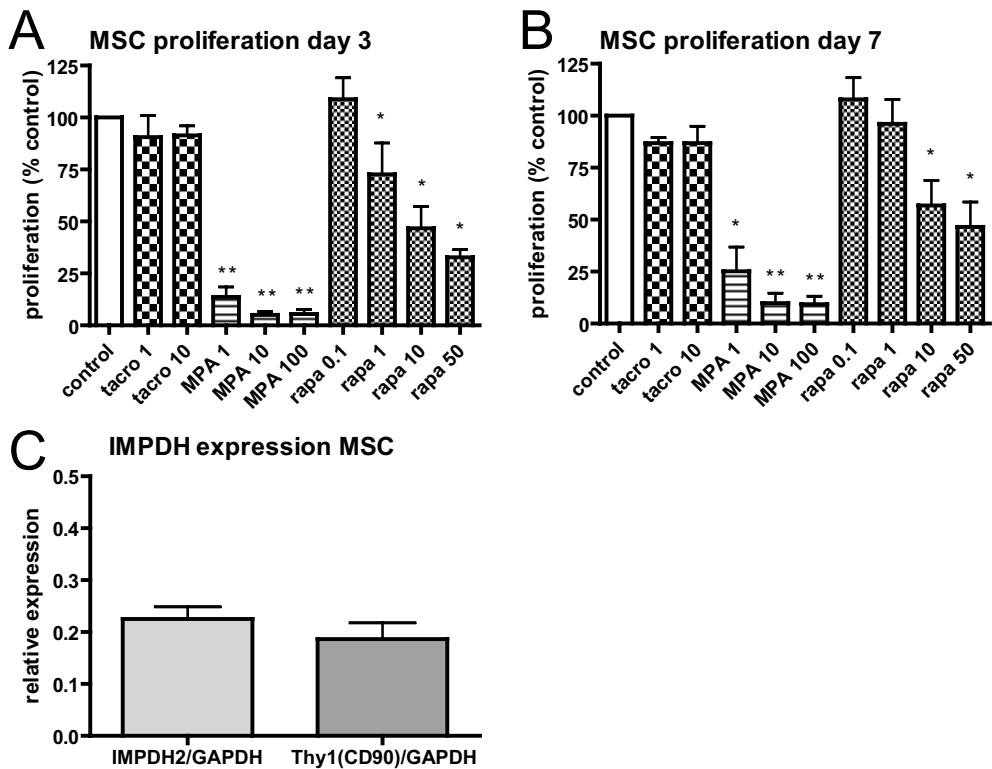 A
MSC proliferation day 3
proliferation (% control)
125
100
75
50
25
0
*
*
*
**
**
**
control
tacro 1
tacro 10
MPA 1
MPA 10
MPA 100
rapa 0.1
rapa 1
rapa 10
rapa 50
B
MSC proliferation day 7
proliferation (% control)
125
100
75
50
25
0
*
*
*
**
**
control
tacro 1
tacro 10
MPA 1
MPA 10
MPA 100
rapa 0.1
rapa 1
rapa 10
rapa 50
C
IMPDH expression MSC
relative expression
0.5
0.4
0.3
0.2
0.1
0.0
IMPDH2/GAPDH
Thy1(CD90)/GAPDH